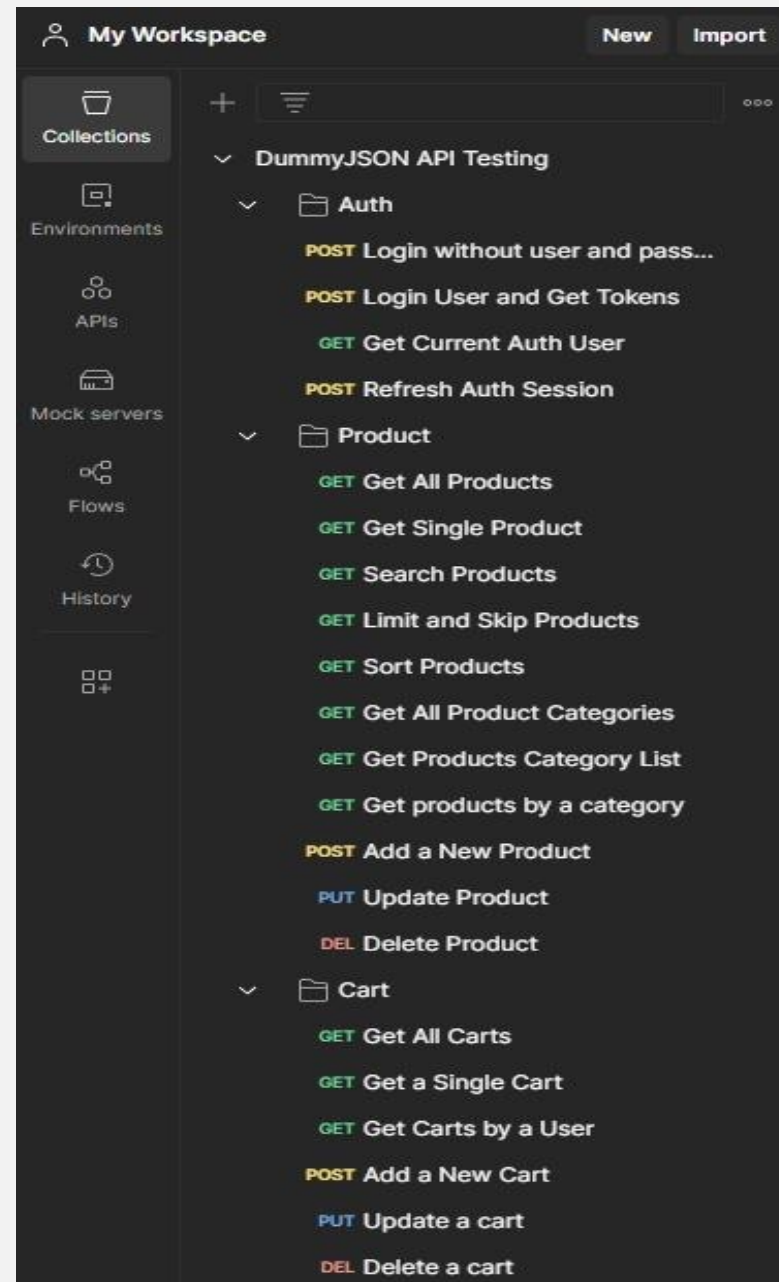 My Workspace
New
Import
Collections
Environments
APIs
Mock servers
Flows
History
DummyJSON API Testing
Auth
POST Login without user and pass...
POST Login User and Get Tokens
GET Get Current Auth User
POST Refresh Auth Session
Product
GET Get All Products
GET Get Single Product
GET Search Products
GET Limit and Skip Products
GET Sort Products
GET Get All Product Categories
GET Get Products Category List
GET Get products by a category
POST Add a New Product
PUT Update Product
DEL Delete Product
Cart
GET Get All Carts
GET Get a Single Cart
GET Get Carts by a User
POST Add a New Cart
PUT Update a cart
DEL Delete a cart